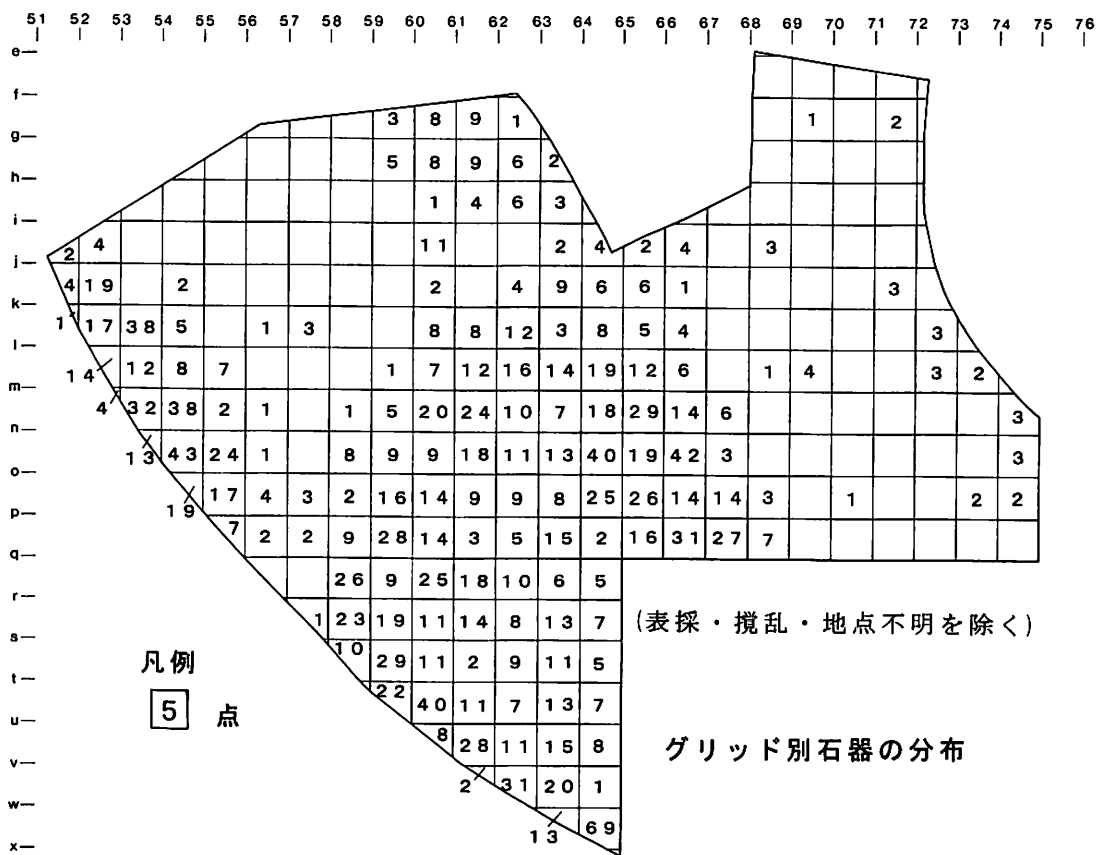 51 52 53 54 55 56 57 58 59 60 61 62 63 64 65 66 67 68 69 70 71 72 73 74 75 76
e
f
3 8 9 1 1 2
g
5 8 9 6 2
h
1 4 6 3
i
2 4 11 2 4 2 4 3
j
4 19 2 2 4 9 6 6 1 3
k
1 17 38 5 1 3 8 8 12 3 8 5 4 3
l
14 12 8 7 1 7 12 16 14 19 12 6 1 4 3 2
m
4 32 38 2 1 1 5 20 24 10 7 18 29 14 6 3
n
13 43 24 1 8 9 9 18 11 13 40 19 42 3 3
o
19 17 4 3 2 16 14 9 9 8 25 26 14 14 3 1 2 2
p
7 2 2 9 28 14 3 5 15 2 16 31 27 7
q
26 9 25 18 10 6 5
r
1 23 19 11 14 8 13 7 (表採・撹乱・地点不明を除く)
s
10 29 11 2 9 11 5
凡例
t
22 40 11 7 13 7
5 点
u
8 28 11 15 8
グリッド別石器の分布
v
2 31 20 1
w
13 69
x